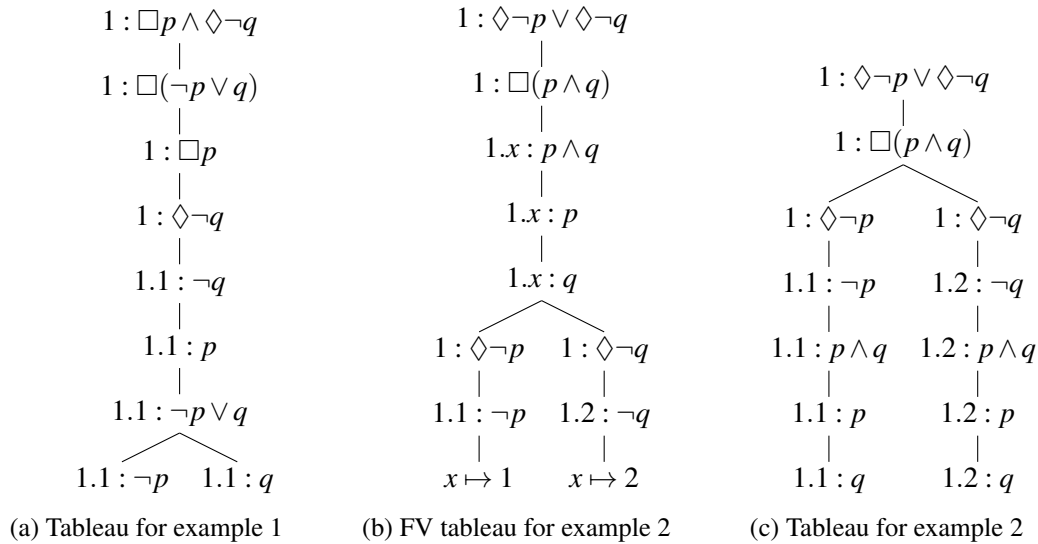 1 : □p ∧ ◊¬q
1 : □(¬p ∨ q)
1 : □p
1 : ◊¬q
1.1 : ¬q
1.1 : p
1.1 : ¬p ∨ q
1.1 : ¬p 1.1 : q
(a) Tableau for example 1
1 : ◊¬p ∨ ◊¬q
1 : □(p ∧ q)
1.x : p ∧ q
1.x : p
1.x : q
1 : ◊¬p 1 : ◊¬q
1.1 : ¬p 1.2 : ¬q
x ↦ 1 x ↦ 2
(b) FV tableau for example 2
1 : ◊¬p ∨ ◊¬q
1 : □(p ∧ q)
1 : ◊¬p 1 : ◊¬q
1.1 : ¬p 1.2 : ¬q
1.1 : p ∧ q 1.2 : p ∧ q
1.1 : p 1.2 : p
1.1 : q 1.2 : q
(c) Tableau for example 2